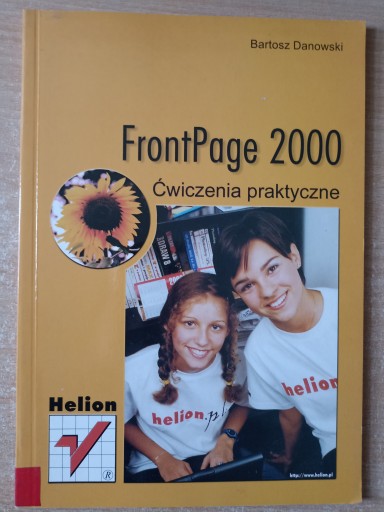 Bartosz Danowski
FrontPage 2000
Ćwiczenia praktyczne
helion.pl
helion
Helion
®
http://www.helion.pl